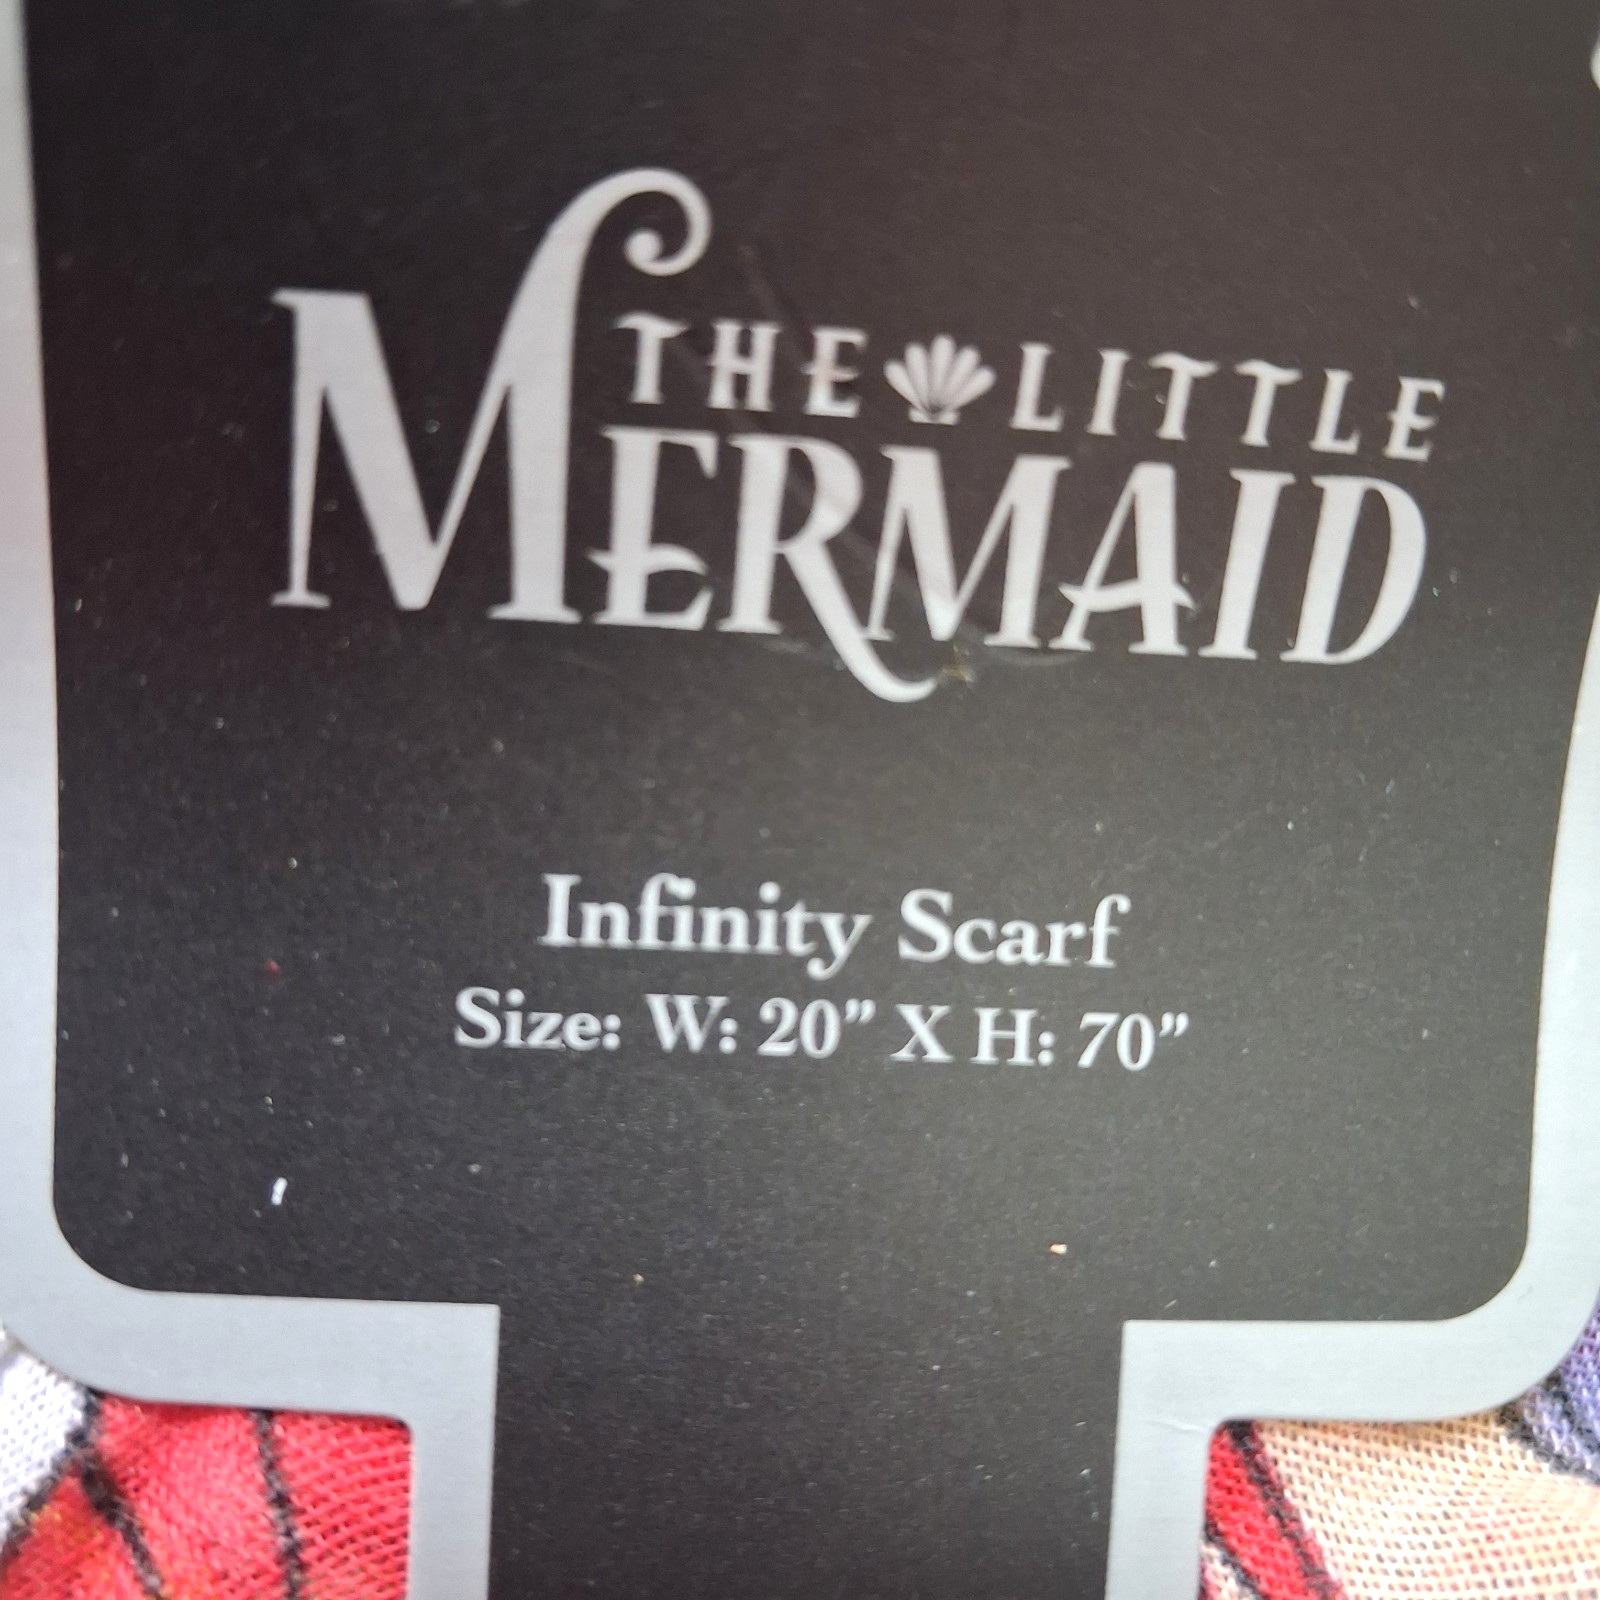 THE LITTLE
MERMAID
Infinity Scarf
Size: W: 20” X H: 70”